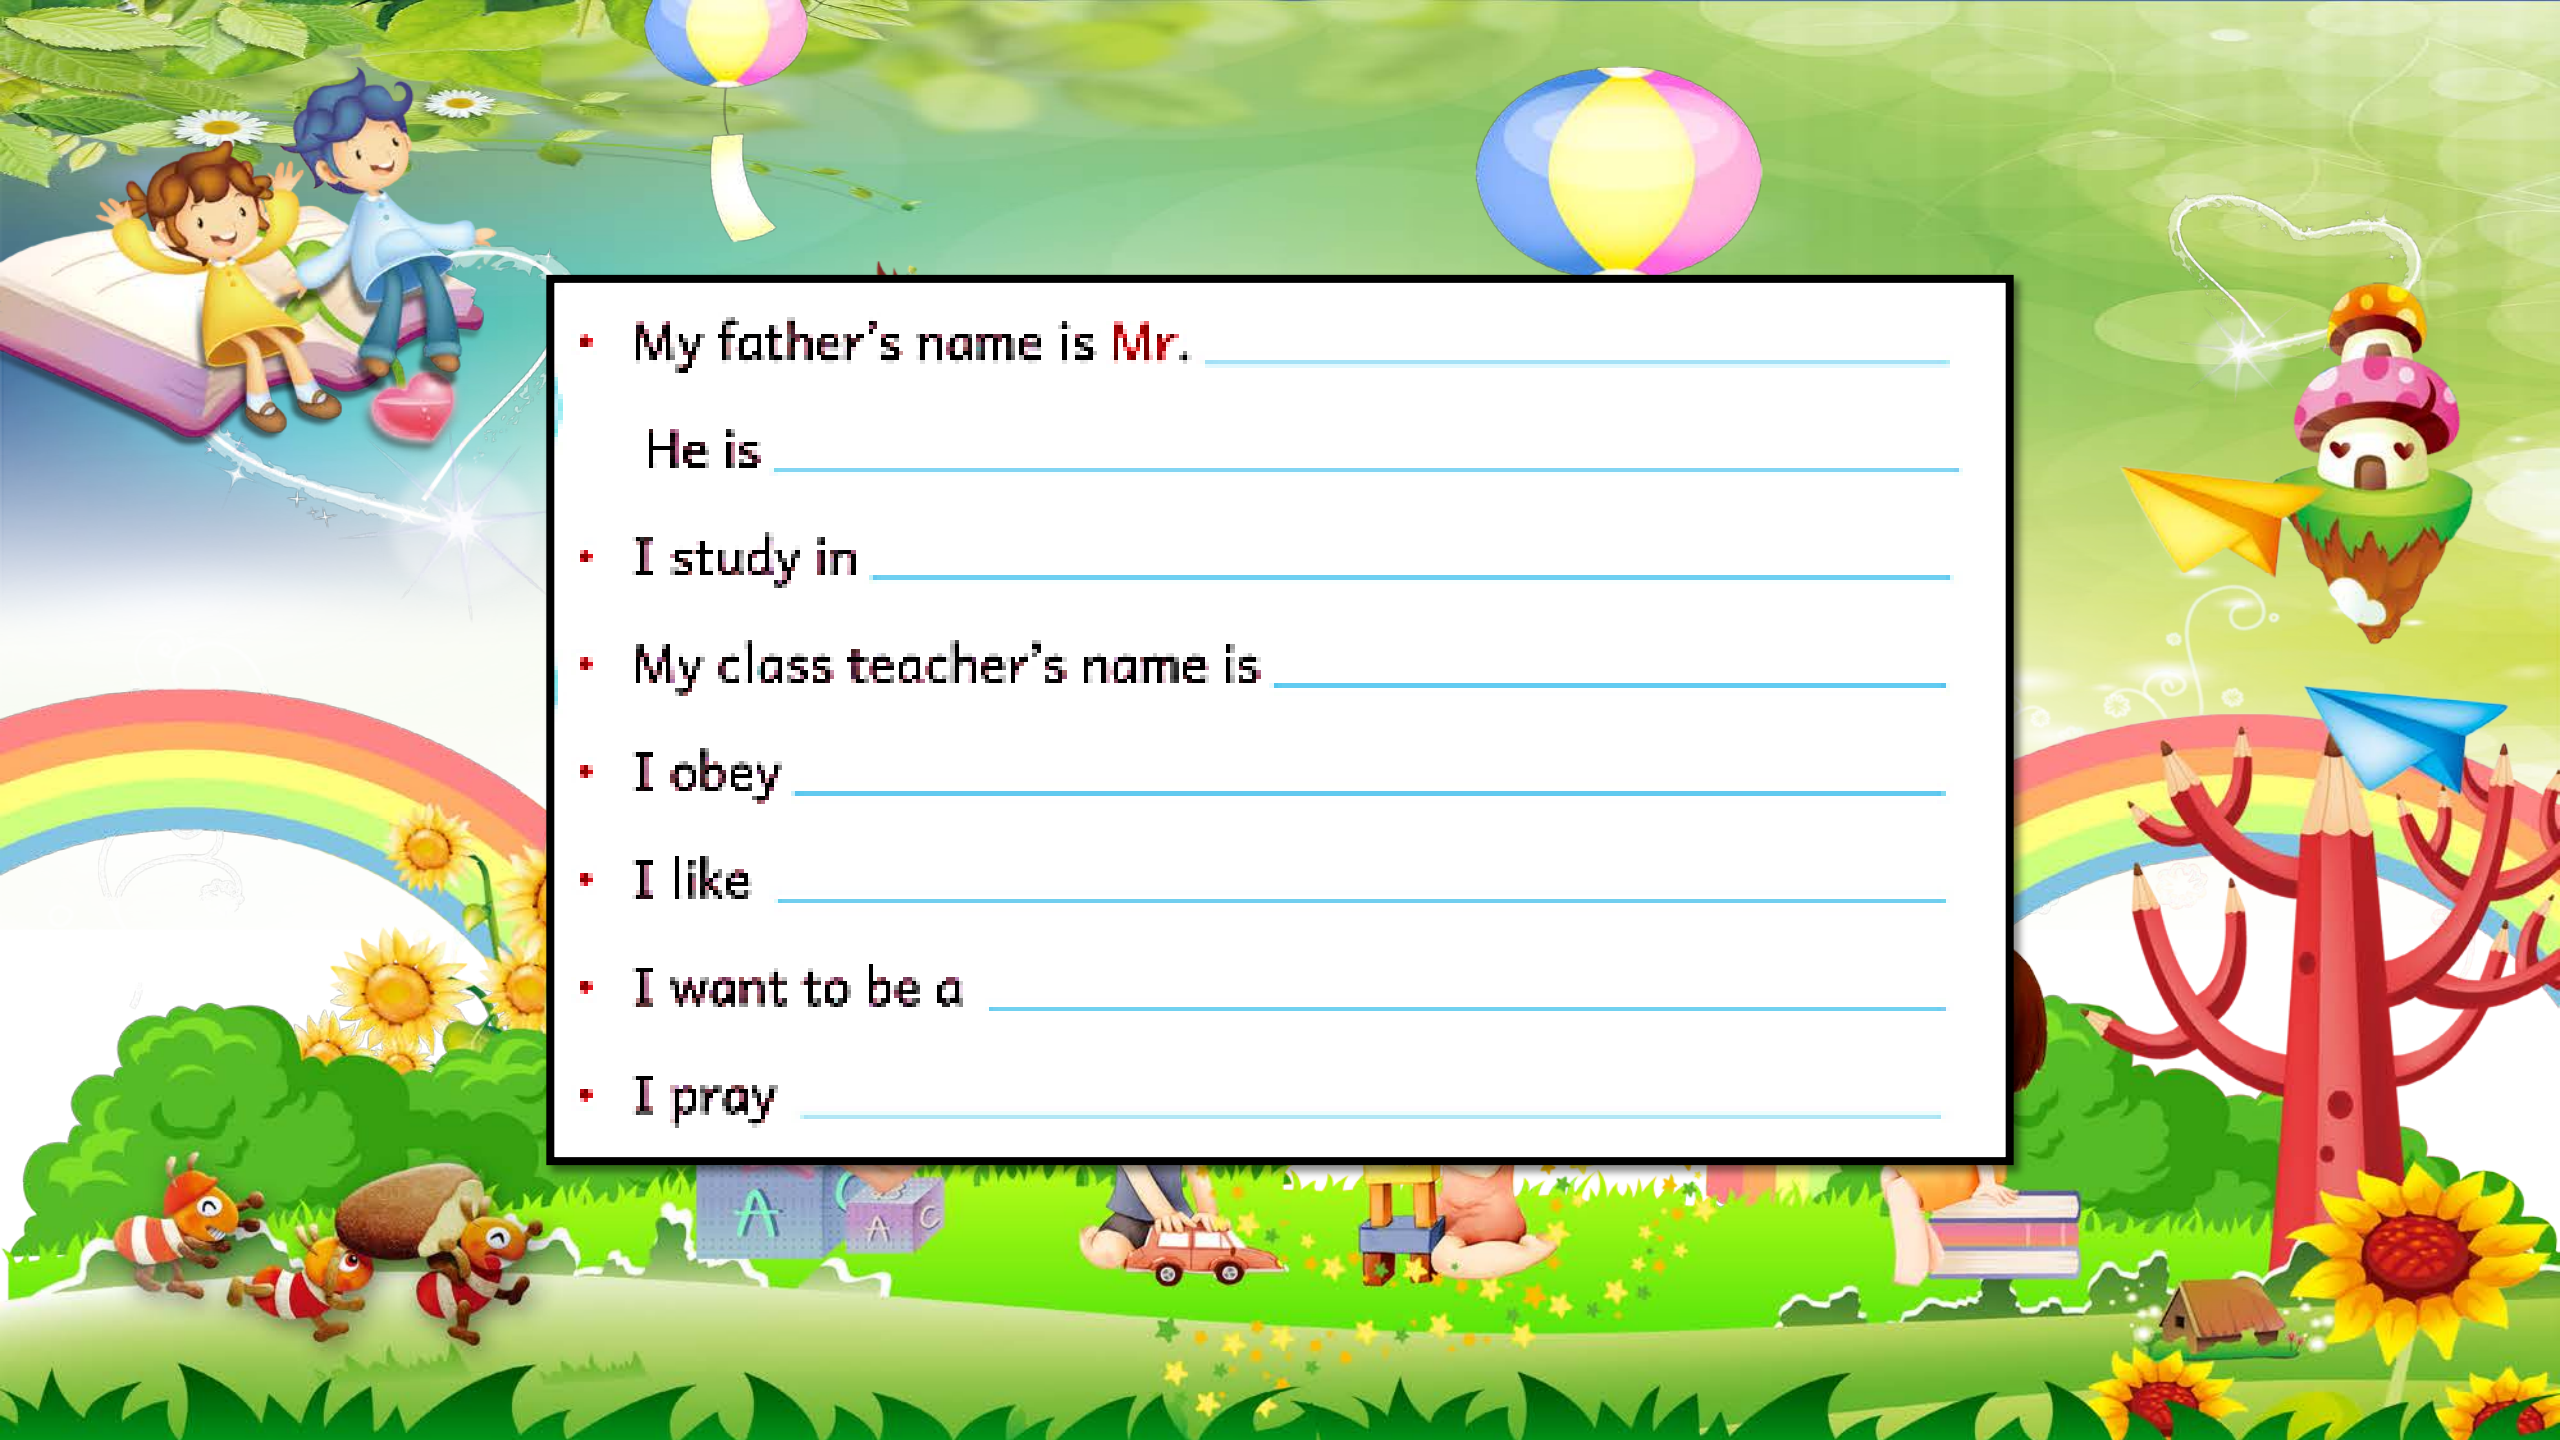 • My father's name is Mr.
He is
• I study in
• My class teacher's name is
• I obey
• I like
• I want to be a
• I pray
A
A C